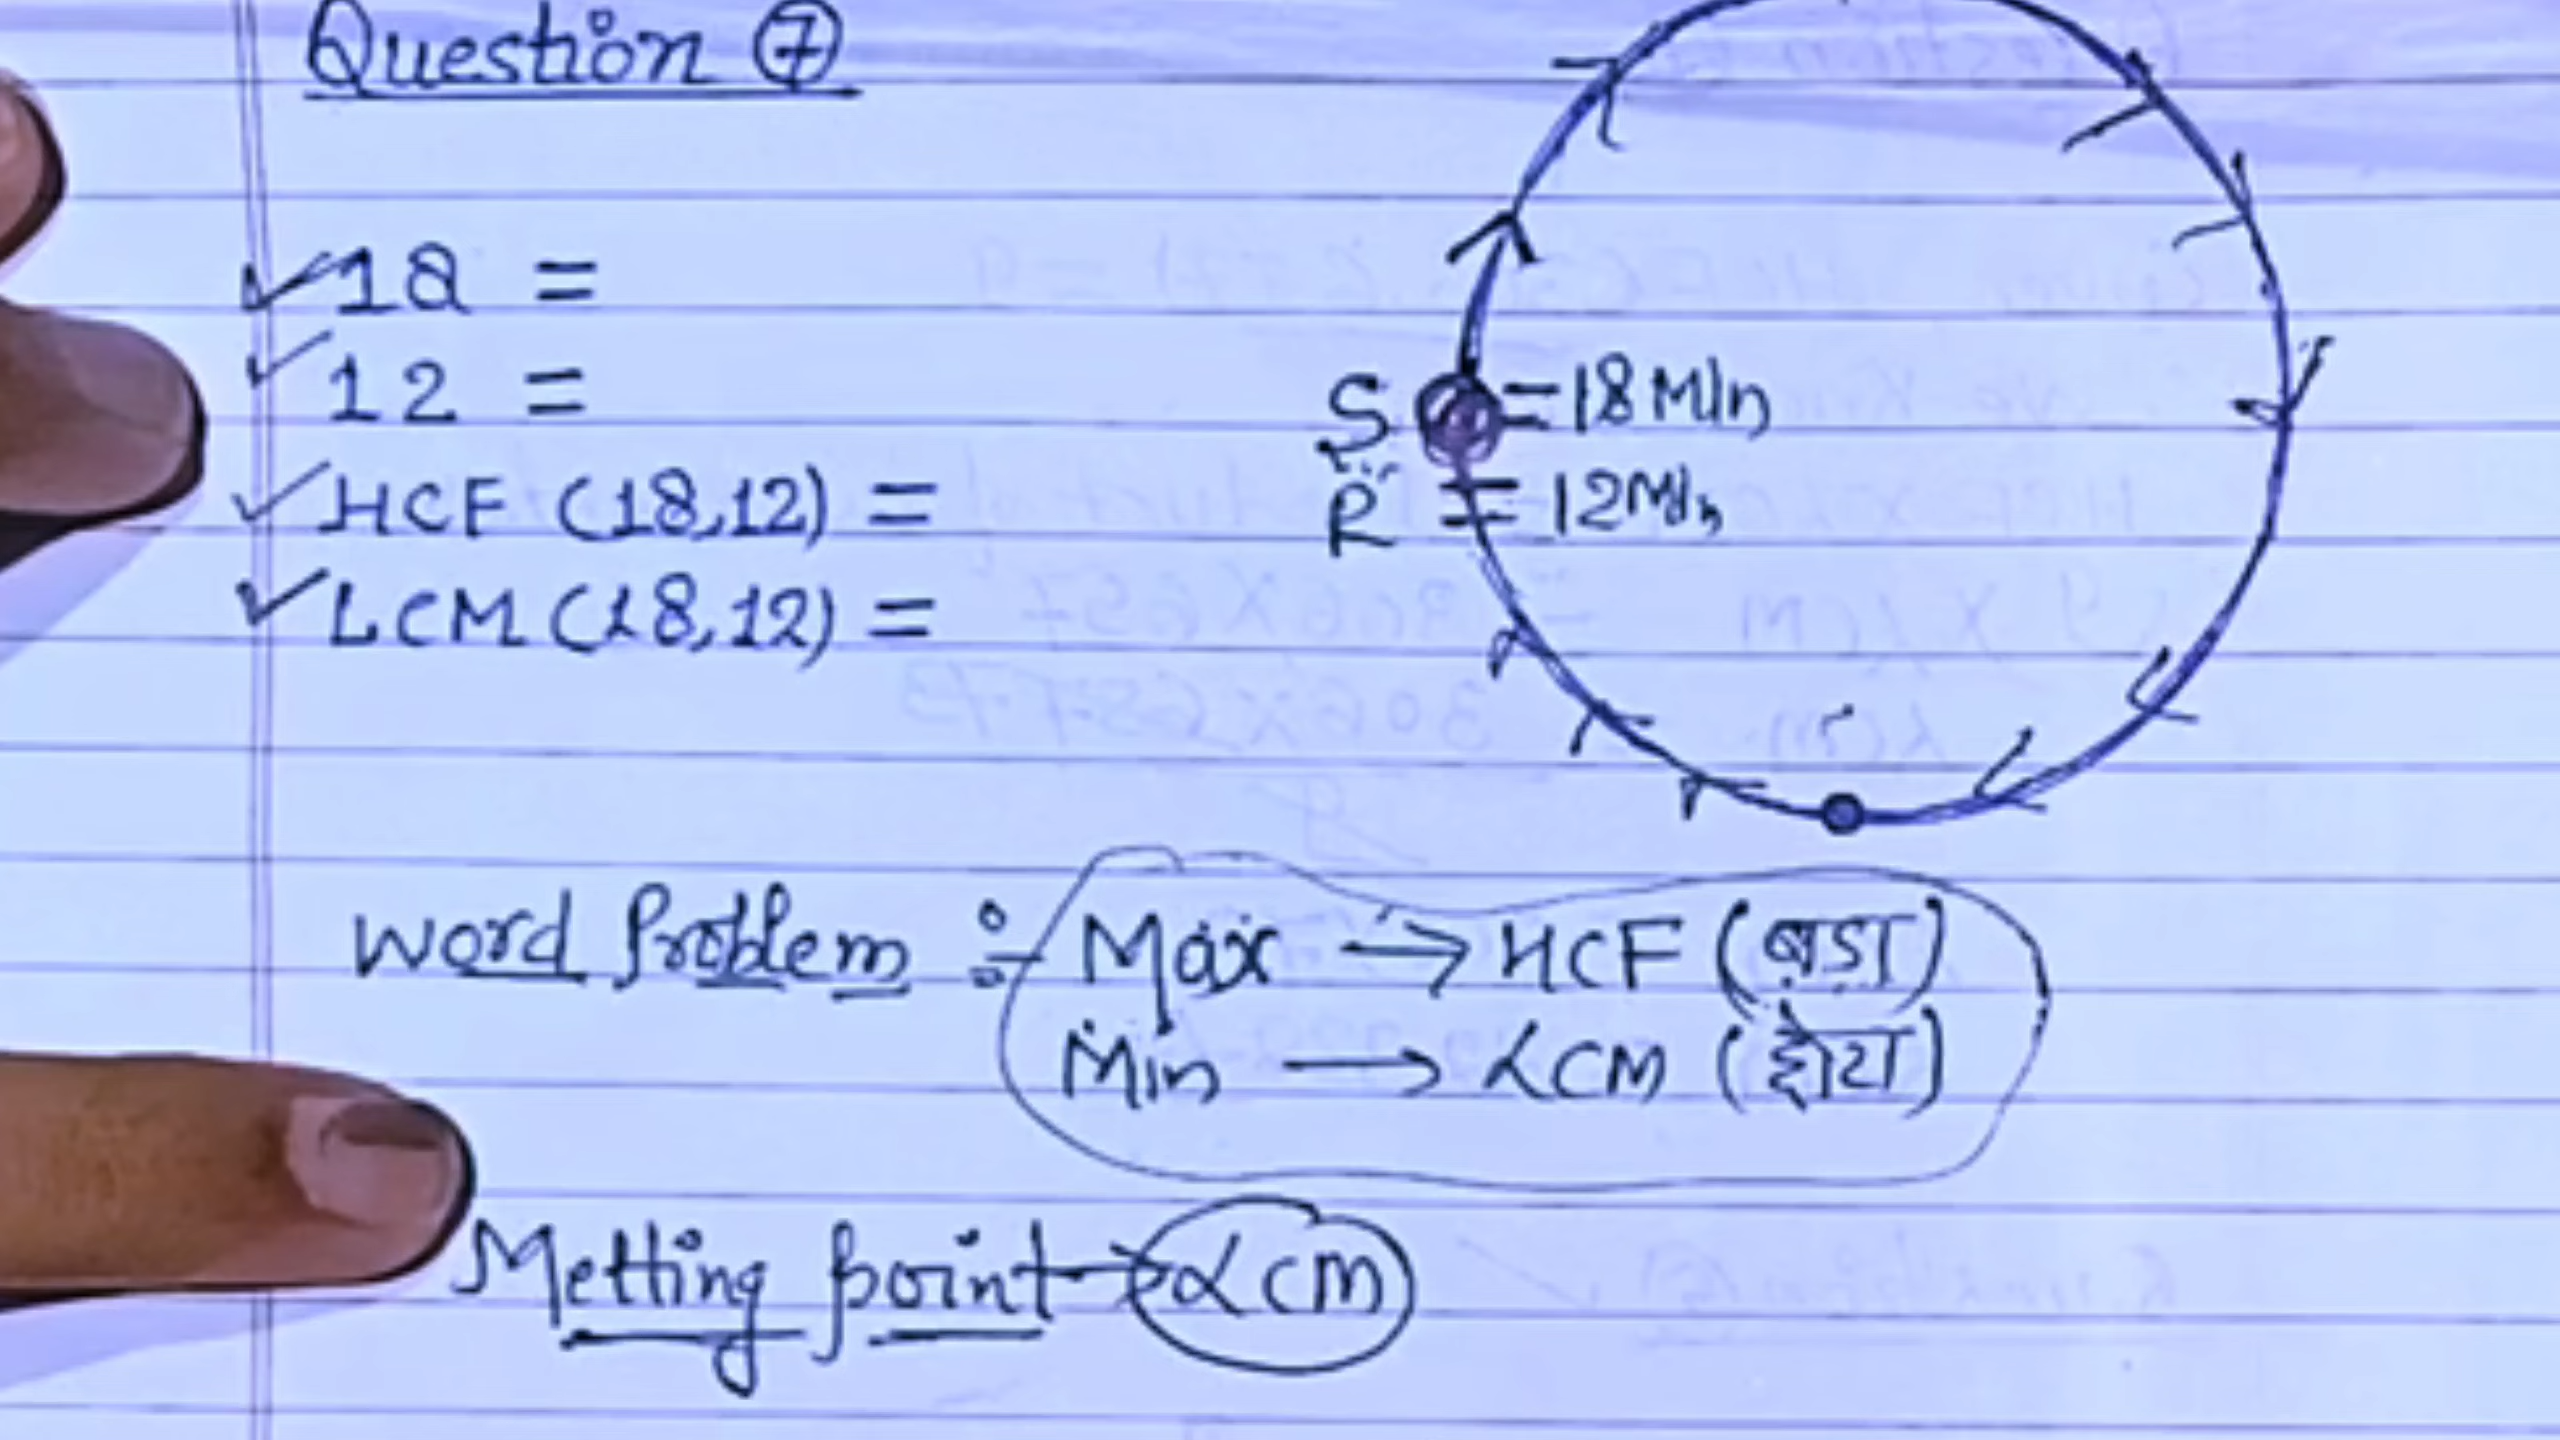 Question 7
18 =
12 =
HCF (18,12) =
LCM (18,12) =
S = 18 Min
R = 12 Min
Word Problem ÷ Max → HCF (बड़ा)
Min → LCM (छोटा)
Metting point → LCM